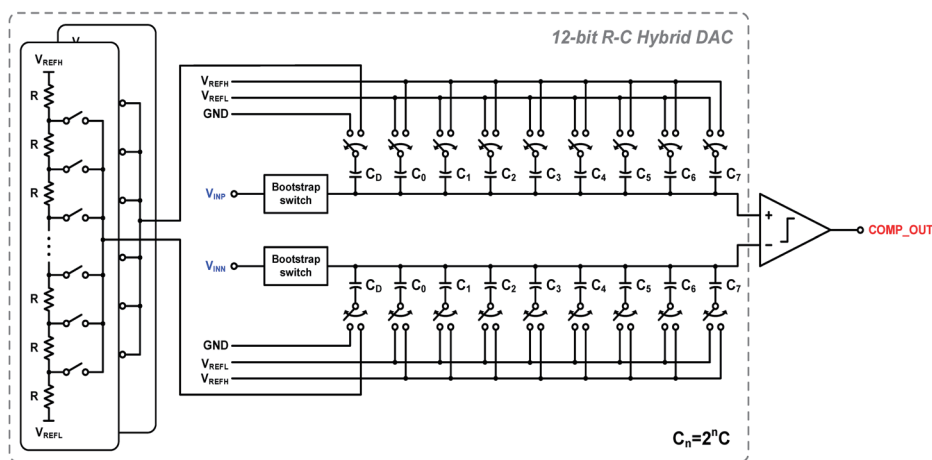 12-bit R-C Hybrid DAC
V
VREFH
R
R
R
R
R
R
VREFL
VREFH
VREFL
GND
CD C0 C1 C2 C3 C4 C5 C6 C7
VINP
Bootstrap
switch
+
−
COMP_OUT
VINN
Bootstrap
switch
CD C0 C1 C2 C3 C4 C5 C6 C7
GND
VREFL
VREFH
Cn=2nC